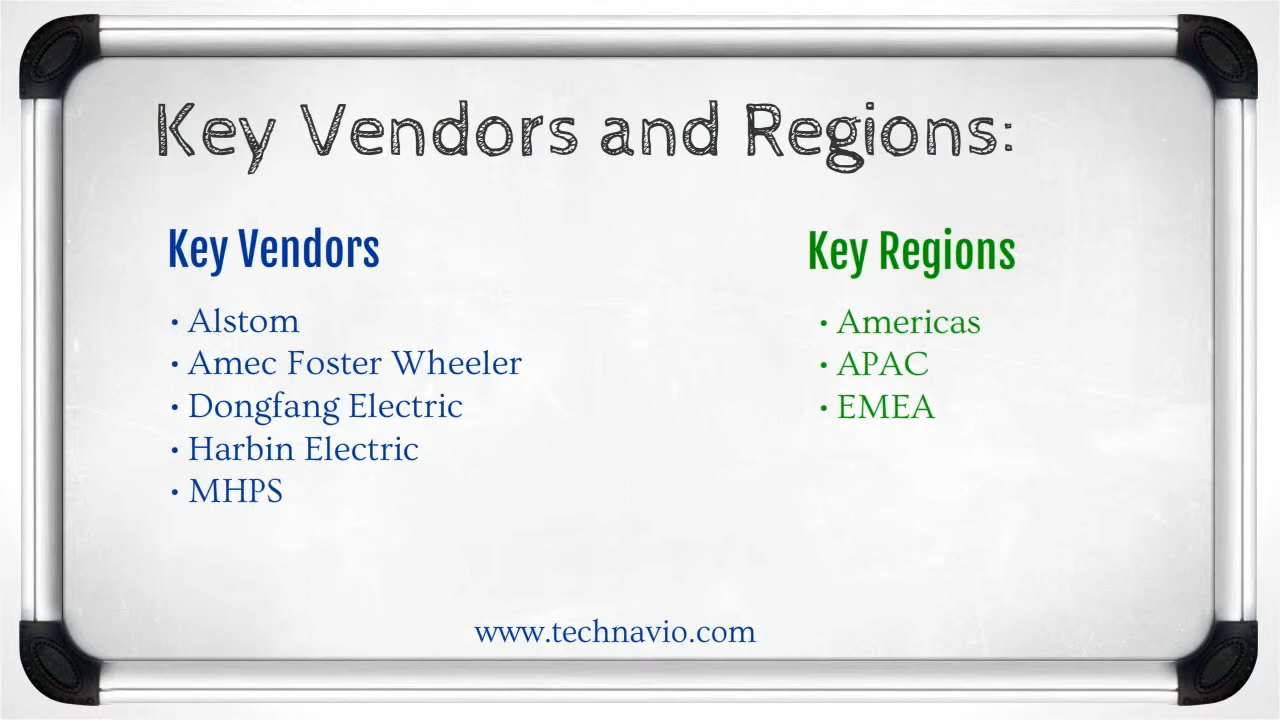 Key Vendors and Regions:
Key Vendors
• Alstom
• Amec Foster Wheeler
• Dongfang Electric
• Harbin Electric
• MHPS
Key Regions
• Americas
• APAC
• EMEA
www.technavio.com